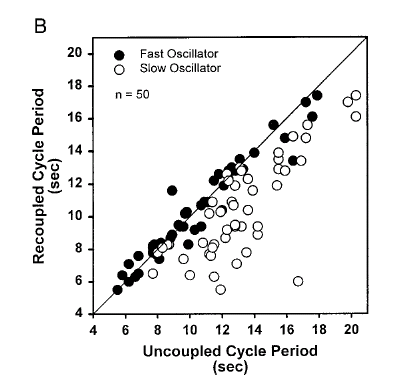 B
Fast Oscillator
Slow Oscillator
n = 50
Recoupled Cycle Period
(sec)
20
18
16
14
12
10
8
6
4
4 6 8 10 12 14 16 18 20
Uncoupled Cycle Period
(sec)